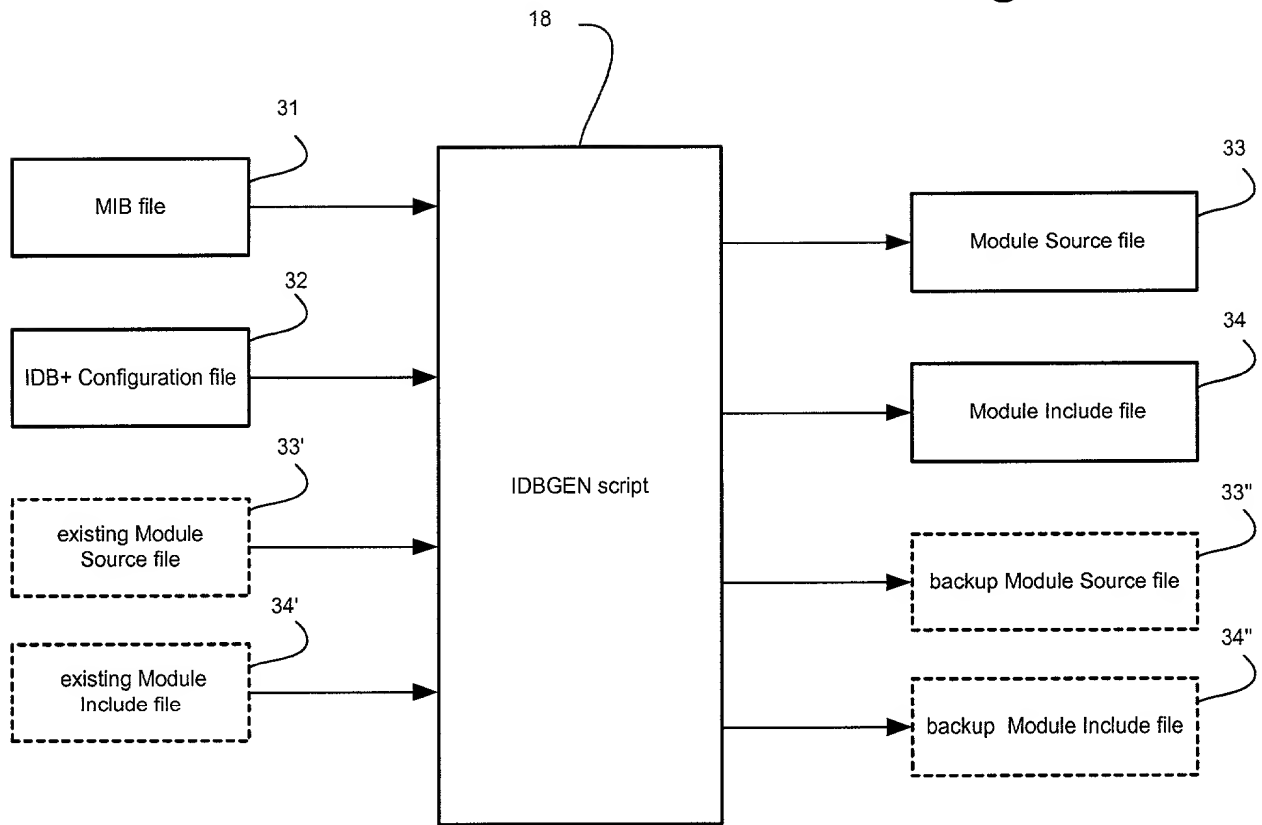 18
31
MIB file
32
IDB+ Configuration file
33'
existing Module
Source file
34'
existing Module
Include file
IDBGEN script
33
Module Source file
34
Module Include file
33"
backup Module Source file
34"
backup Module Include file